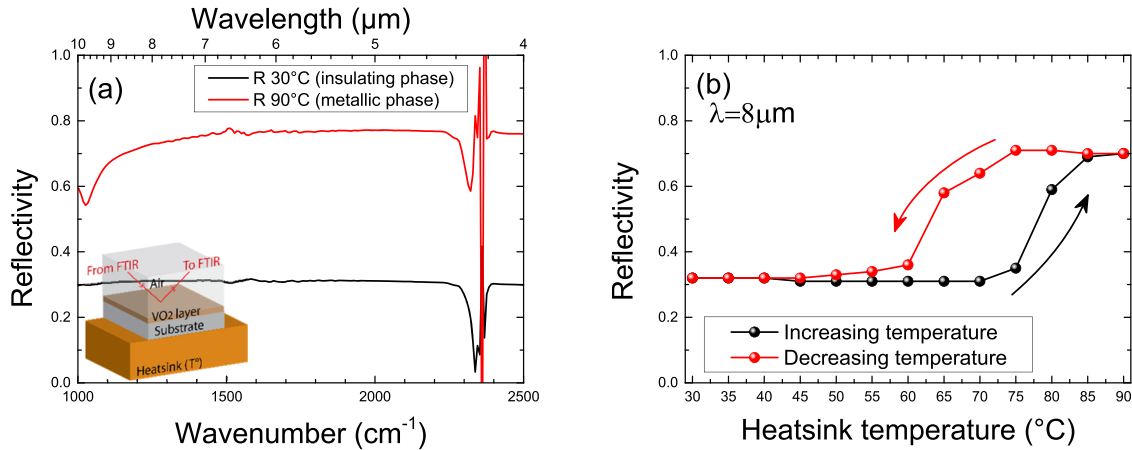 Wavelength (µm)
10 9 8 7 6 5 4
(a)
R 30°C (insulating phase)
R 90°C (metallic phase)
1.0
0.8
0.6
0.4
0.2
0.0
Reflectivity
From FTIR
To FTIR
Air
VO2 layer
Substrate
Heatsink (T°)
1000 1500 2000 2500
Wavenumber (cm-1)
(b)
λ=8µm
1.0
0.8
0.6
0.4
0.2
0.0
Reflectivity
Increasing temperature
Decreasing temperature
30 35 40 45 50 55 60 65 70 75 80 85 90
Heatsink temperature (°C)